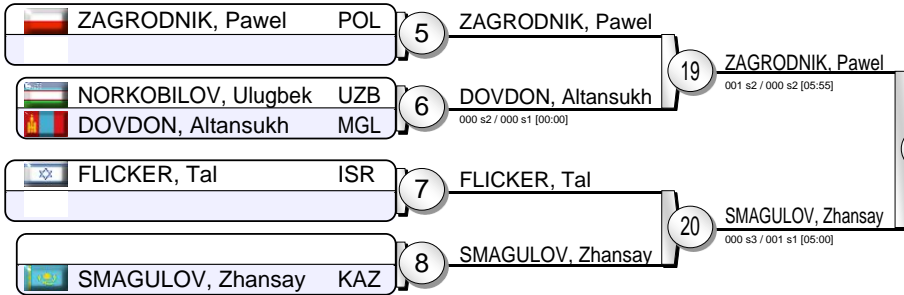 ZAGRODNIK, Pawel POL
5
ZAGRODNIK, Pawel
NORKOBILOV, Ulugbek UZB
DOVDON, Altansukh MGL
6
DOVDON, Altansukh
000 s2 / 000 s1 [00:00]
19
ZAGRODNIK, Pawel
001 s2 / 000 s2 [05:55]
FLICKER, Tal ISR
7
FLICKER, Tal
SMAGULOV, Zhansay KAZ
8
SMAGULOV, Zhansay
20
SMAGULOV, Zhansay
000 s3 / 001 s1 [05:00]